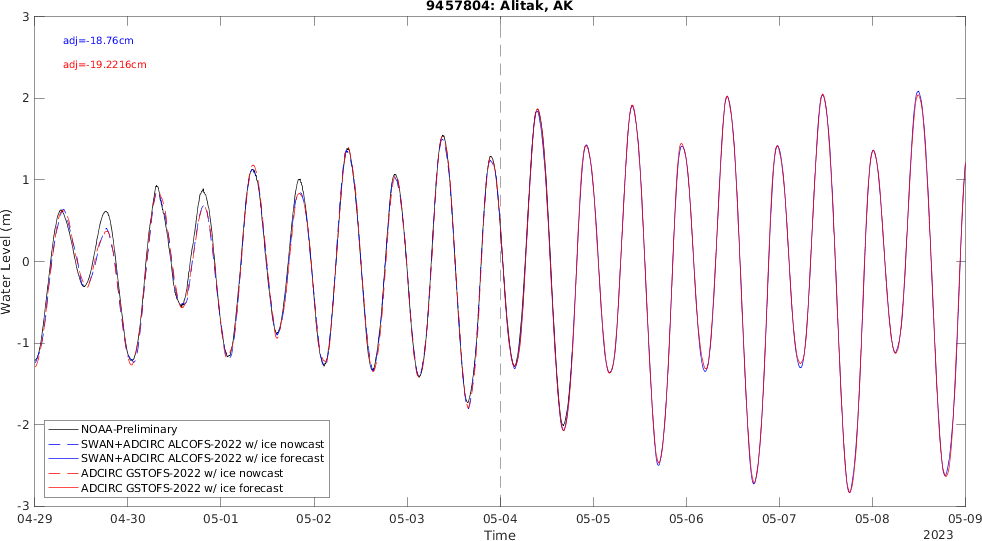 9457804: Alitak, AK
adj=-18.76cm
adj=-19.2216cm
Water Level (m)
3
2
1
0
-1
-2
-3
NOAA-Preliminary
SWAN+ADCIRC ALCOFS-2022 w/ ice nowcast
SWAN+ADCIRC ALCOFS-2022 w/ ice forecast
ADCIRC GSTOFS-2022 w/ ice nowcast
ADCIRC GSTOFS-2022 w/ ice forecast
04-29 04-30 05-01 05-02 05-03 05-04 05-05 05-06 05-07 05-08 05-09
Time
2023